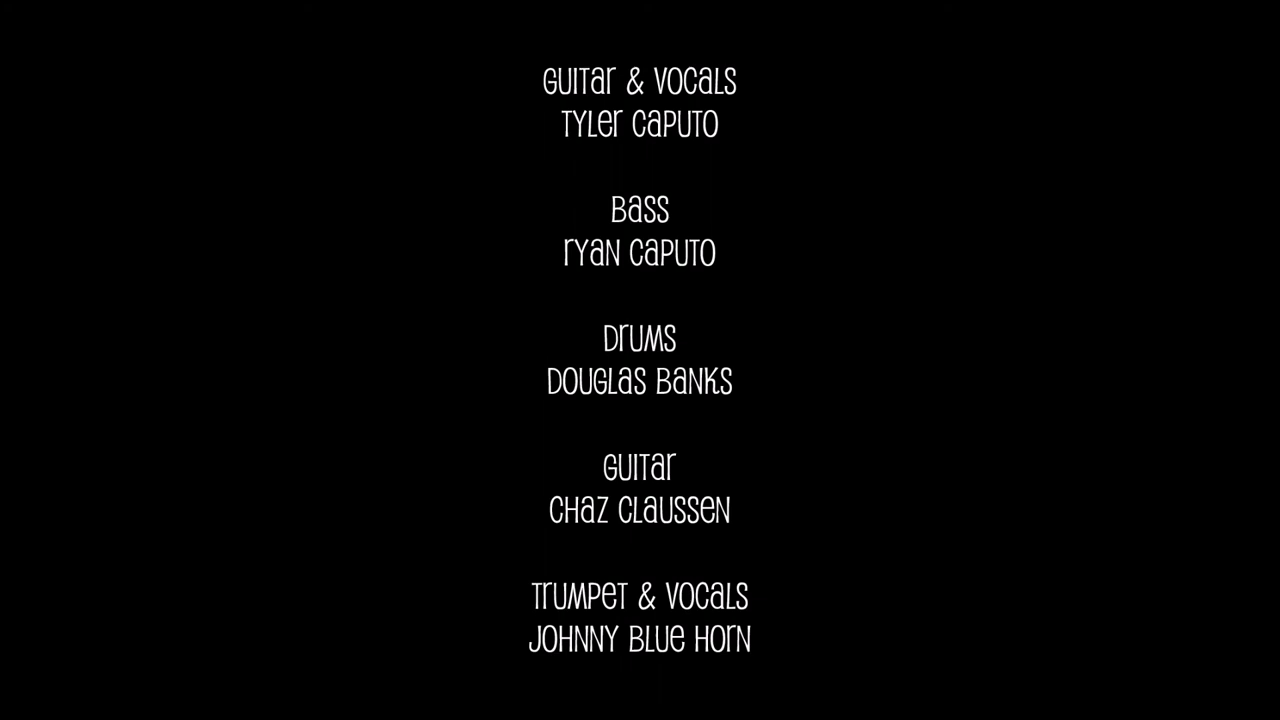 Guitar & Vocals
Tyler Caputo
Bass
Ryan Caputo
Drums
Douglas Banks
Guitar
Chaz Claussen
Trumpet & Vocals
Johnny Blue Horn